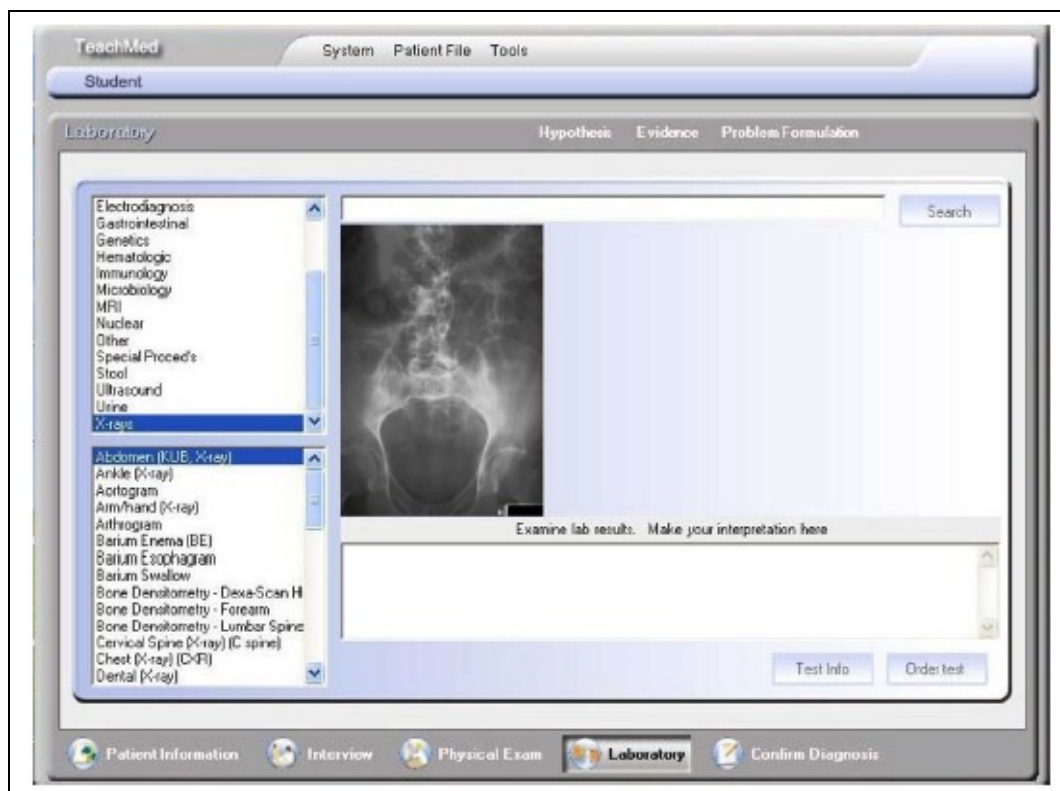 TeachMed
System Patient File Tools
Student
Laboratory
Hypothesis Evidence Problem Formulation
Electrodiagnosis
Gastrointestinal
Genetics
Hematologic
Immunology
Microbiology
MRI
Nuclear
Other
Special Proced's
Stool
Ultrasound
Urine
X-rays
Search
Abdomen (KUB, X-ray)
Ankle (X-ray)
Aortogram
Arm/hand (X-ray)
Arthrogram
Barium Enema (BE)
Barium Esophagram
Barium Swallow
Bone Densitometry - Dexa-Scan H
Bone Densitometry - Forearm
Bone Densitometry - Lumbar Spine
Cervical Spine (X-ray) (C spine)
Chest (X-ray) (CXR)
Dental (X-ray)
Examine lab results. Make your interpretation here
Test Info Order test
Patient Information Interview Physical Exam Laboratory Confirm Diagnosis